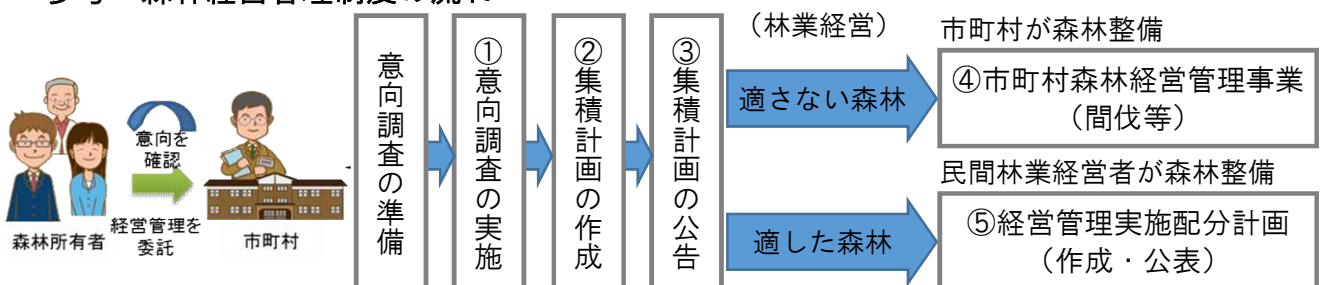 参考 森林経営管理制度の流れ
意向を
確認
経営管理を
委託
森林所有者
市町村
意向調査の準備
①意向調査の実施
②集積計画の作成
③集積計画の公告
（林業経営）
適さない森林
適した森林
市町村が森林整備
④市町村森林経営管理事業
（間伐等）
民間林業経営者が森林整備
⑤経営管理実施配分計画
（作成・公表）